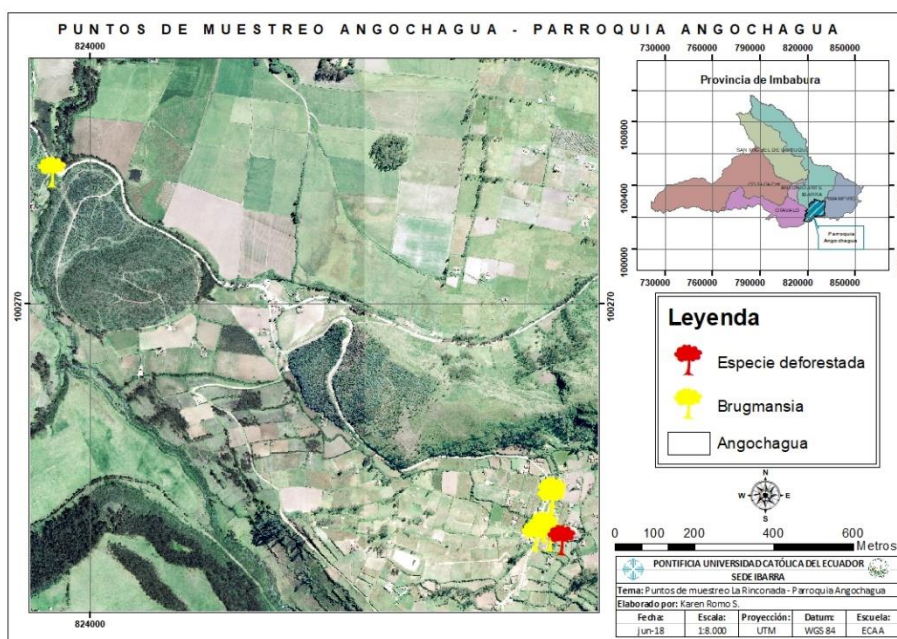 PUNTOS DE MUESTREO ANGOCHAGUA - PARROQUIA ANGOCHAGUA
824000
100270
100270
824000
730000 760000 790000 820000 850000
Provincia de Imbabura
100800
100400
100000
SAN MIGUEL DE URCUQUÍ
COTACACHI
IBARRA
OTAVALO
Parroquia
Angochagua
730000 760000 790000 820000 850000
Leyenda
Especie deforestada
Brugmansia
Angochagua
N
W E
S
0 100 200 400 600
Metros
PONTIFICIA UNIVERSIDAD CATÓLICA DEL ECUADOR
SEDE IBARRA
Tema: Puntos de muestreo La Rinconada - Parroquia Angochagua
Elaborado por: Karen Romo S.
Fecha: Escala: Proyección: Datum: Escuela:
jun-18 1:8.000 UTM WGS 84 ECAA